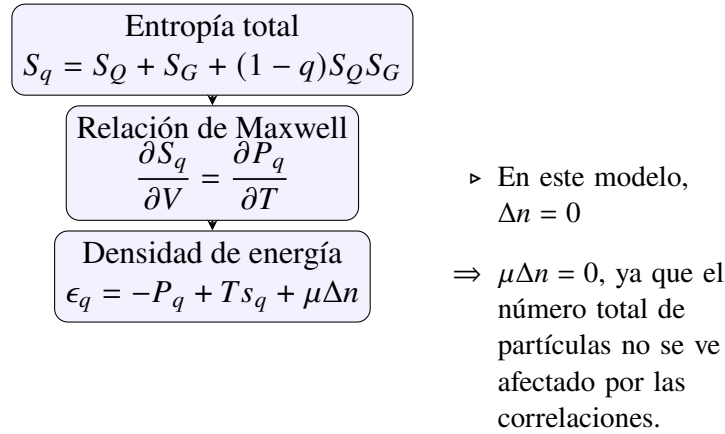 Entropía total
S_q = S_Q + S_G + (1 − q)S_Q S_G
Relación de Maxwell
∂S_q/∂V = ∂P_q/∂T
Densidad de energía
ϵ_q = −P_q + T s_q + μΔn
▹ En este modelo,
Δn = 0
⇒ μΔn = 0, ya que el
número total de
partículas no se ve
afectado por las
correlaciones.